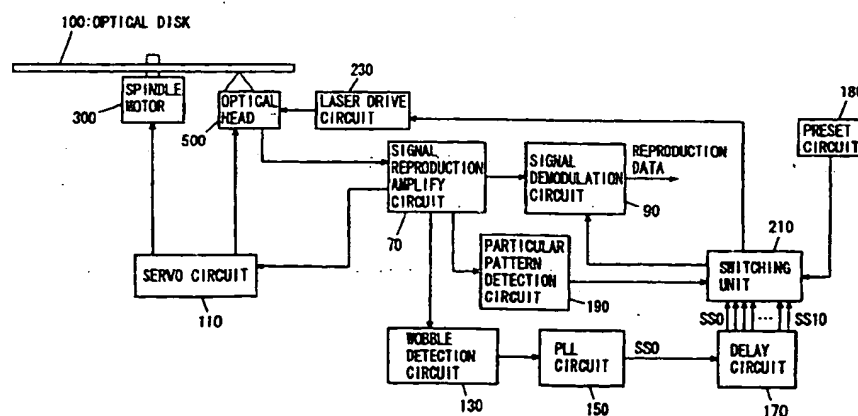 100:OPTICAL DISK
SPINDLE
MOTOR
300
OPTICAL
HEAD
500
230
LASER DRIVE
CIRCUIT
180
PRESET
CIRCUIT
SIGNAL
REPRODUCTION
AMPLIFY
CIRCUIT
70
SIGNAL
DEMODULATION
CIRCUIT
90
REPRODUCTION
DATA
210
SWITCHING
UNIT
PARTICULAR
PATTERN
DETECTION
CIRCUIT
190
SERVO CIRCUIT
110
SS0
...
SS10
WOBBLE
DETECTION
CIRCUIT
130
PLL
CIRCUIT
150
SS0
DELAY
CIRCUIT
170